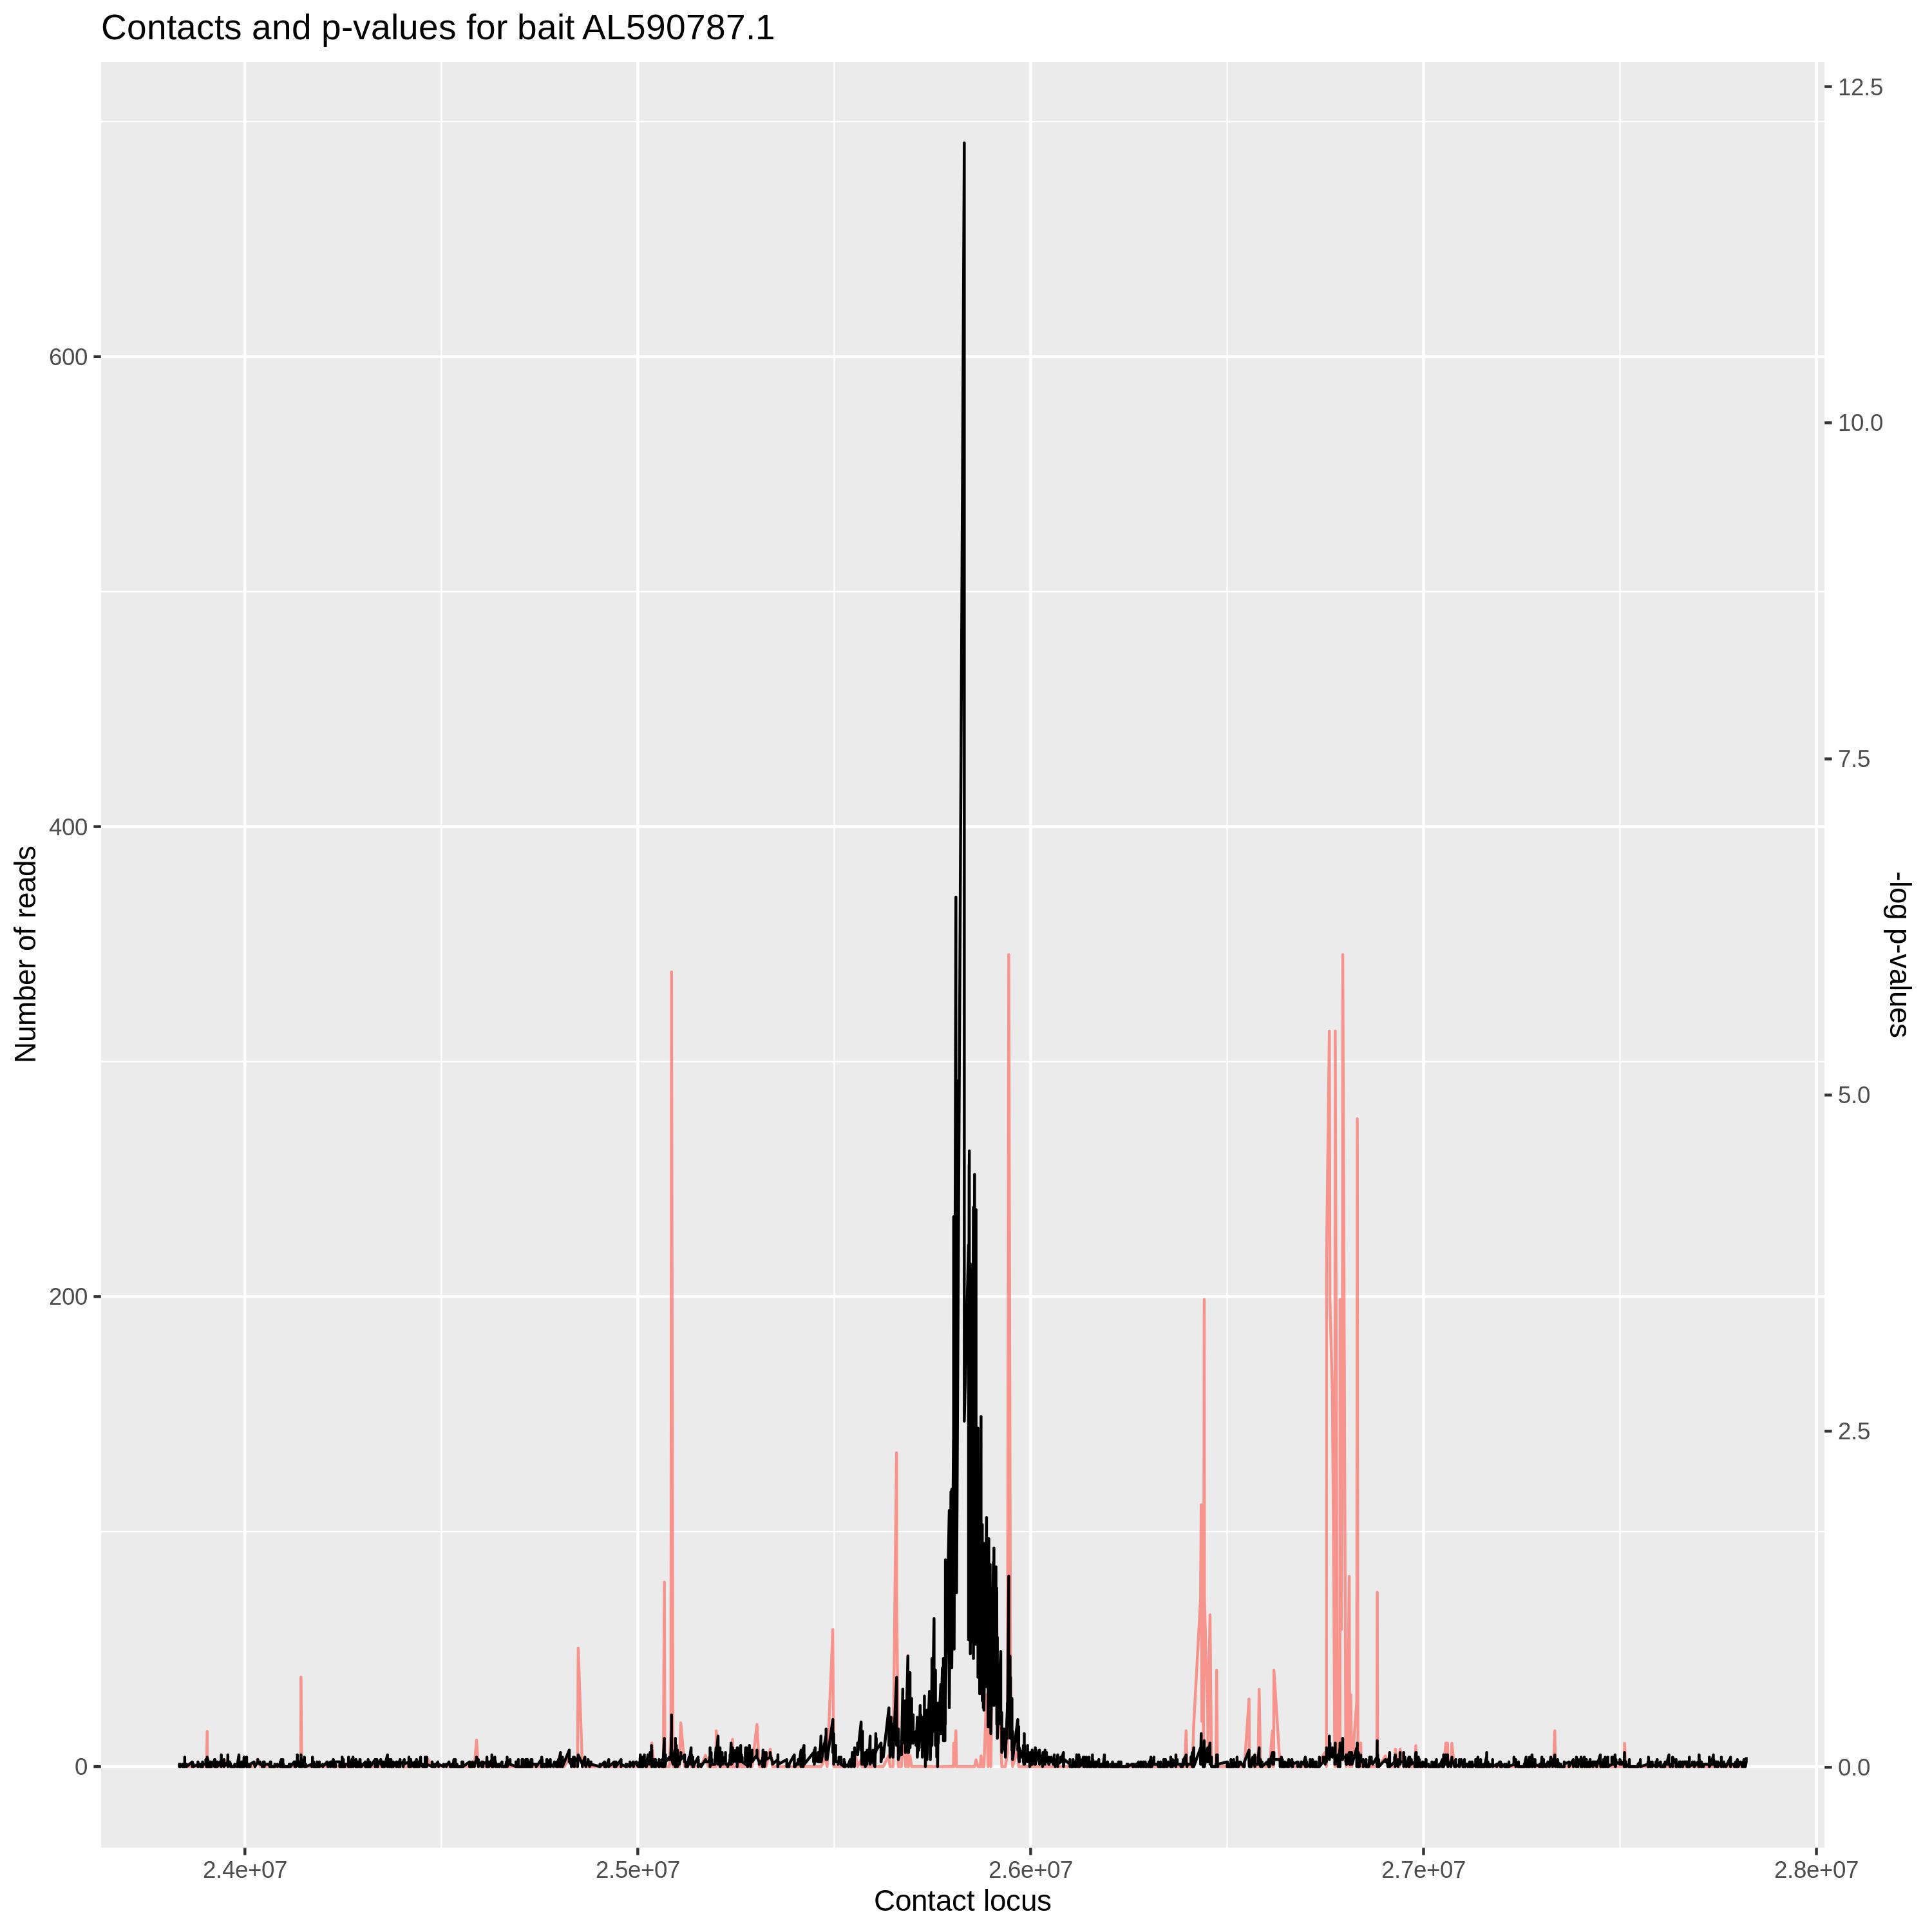 Contacts and p-values for bait AL590787.1
12.5
600
10.0
7.5
400
Number of reads
-log p-values
5.0
200
2.5
0
0.0
2.4e+07 2.5e+07 2.6e+07 2.7e+07 2.8e+07
Contact locus